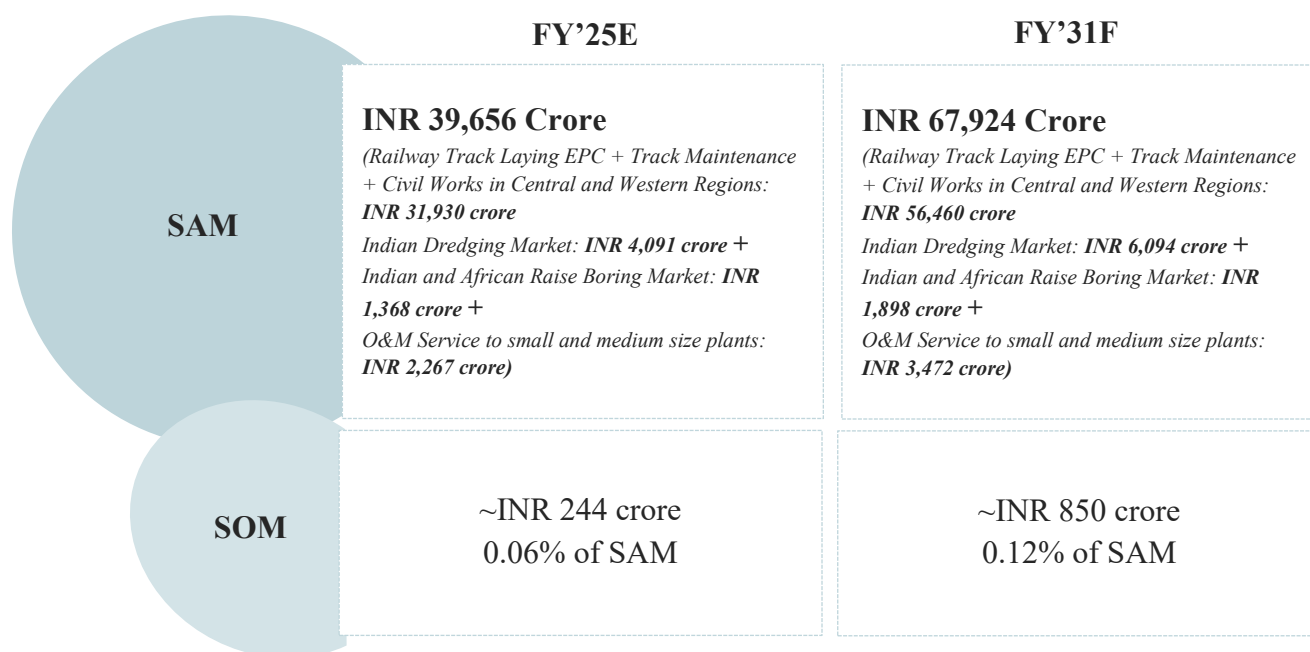 FY’25E
FY’31F
SAM
INR 39,656 Crore
(Railway Track Laying EPC + Track Maintenance
+ Civil Works in Central and Western Regions:
INR 31,930 crore
Indian Dredging Market: INR 4,091 crore +
Indian and African Raise Boring Market: INR
1,368 crore +
O&M Service to small and medium size plants:
INR 2,267 crore)
INR 67,924 Crore
(Railway Track Laying EPC + Track Maintenance
+ Civil Works in Central and Western Regions:
INR 56,460 crore
Indian Dredging Market: INR 6,094 crore +
Indian and African Raise Boring Market: INR
1,898 crore +
O&M Service to small and medium size plants:
INR 3,472 crore)
SOM
~INR 244 crore
0.06% of SAM
~INR 850 crore
0.12% of SAM